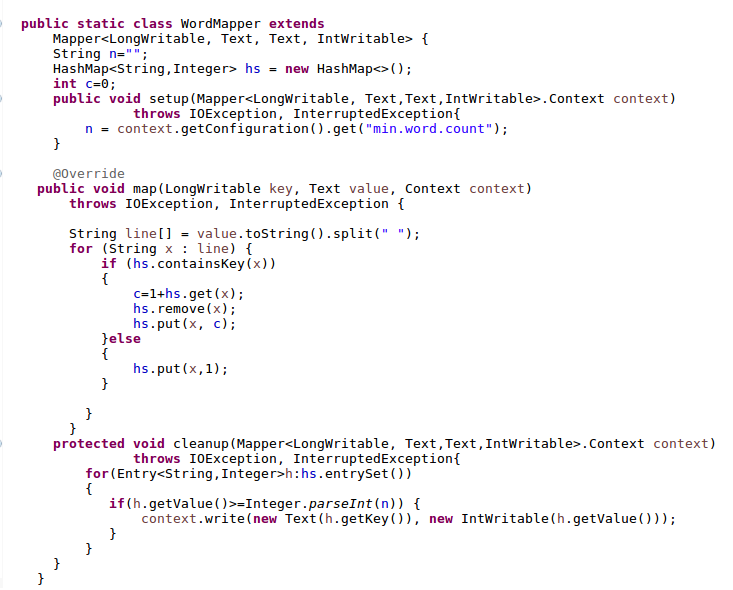 public static class WordMapper extends
Mapper<LongWritable, Text, Text, IntWritable> {
String n="";
HashMap<String,Integer> hs = new HashMap<>();
int c=0;
public void setup(Mapper<LongWritable, Text,Text,IntWritable>.Context context)
throws IOException, InterruptedException{
n = context.getConfiguration().get("min.word.count");
}
@Override
public void map(LongWritable key, Text value, Context context)
throws IOException, InterruptedException {
String line[] = value.toString().split(" ");
for (String x : line) {
if (hs.containsKey(x))
{
c=1+hs.get(x);
hs.remove(x);
hs.put(x, c);
}else
{
hs.put(x,1);
}
}
}
protected void cleanup(Mapper<LongWritable, Text,Text,IntWritable>.Context context)
throws IOException, InterruptedException{
for(Entry<String,Integer>h:hs.entrySet())
{
if(h.getValue()>=Integer.parseInt(n)) {
context.write(new Text(h.getKey()), new IntWritable(h.getValue()));
}
}
}
}